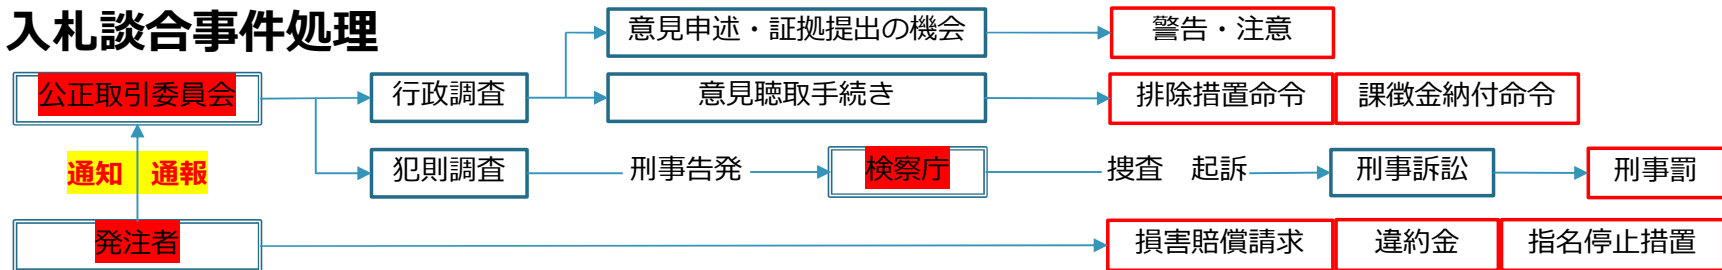 入札談合事件処理
意見申述・証拠提出の機会
警告・注意
公正取引委員会
行政調査
意見聴取手続き
排除措置命令
課徴金納付命令
通知 通報
犯則調査
刑事告発
検察庁
捜査 起訴
刑事訴訟
刑事罰
発注者
損害賠償請求
違約金
指名停止措置